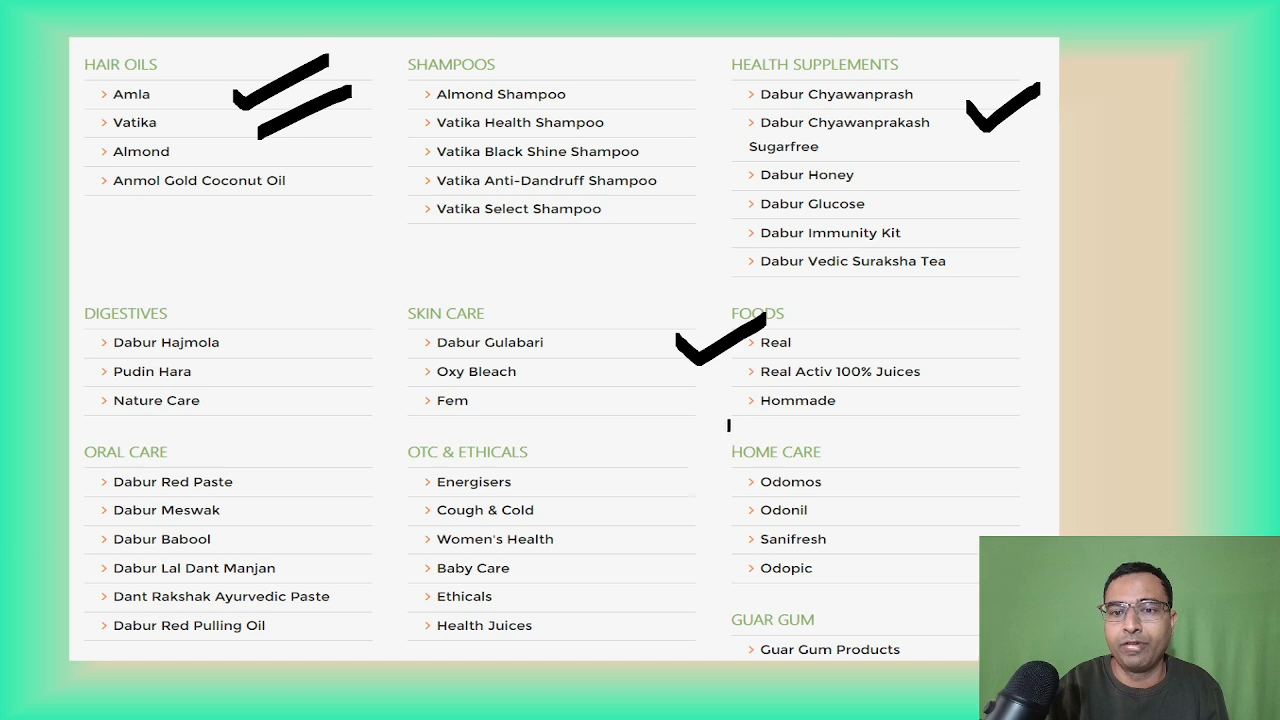 HAIR OILS
Amla
Vatika
Almond
Anmol Gold Coconut Oil
SHAMPOOS
Almond Shampoo
Vatika Health Shampoo
Vatika Black Shine Shampoo
Vatika Anti-Dandruff Shampoo
Vatika Select Shampoo
HEALTH SUPPLEMENTS
Dabur Chyawanprash
Dabur Chyawanprakash
Sugarfree
Dabur Honey
Dabur Glucose
Dabur Immunity Kit
Dabur Vedic Suraksha Tea
DIGESTIVES
Dabur Hajmola
Pudin Hara
Nature Care
SKIN CARE
Dabur Gulabari
Oxy Bleach
Fem
FOODS
Real
Real Activ 100% Juices
Hommade
ORAL CARE
Dabur Red Paste
Dabur Meswak
Dabur Babool
Dabur Lal Dant Manjan
Dant Rakshak Ayurvedic Paste
Dabur Red Pulling Oil
OTC & ETHICALS
Energisers
Cough & Cold
Women's Health
Baby Care
Ethicals
Health Juices
HOME CARE
Odomos
Odonil
Sanifresh
Odopic
GUAR GUM
Guar Gum Products